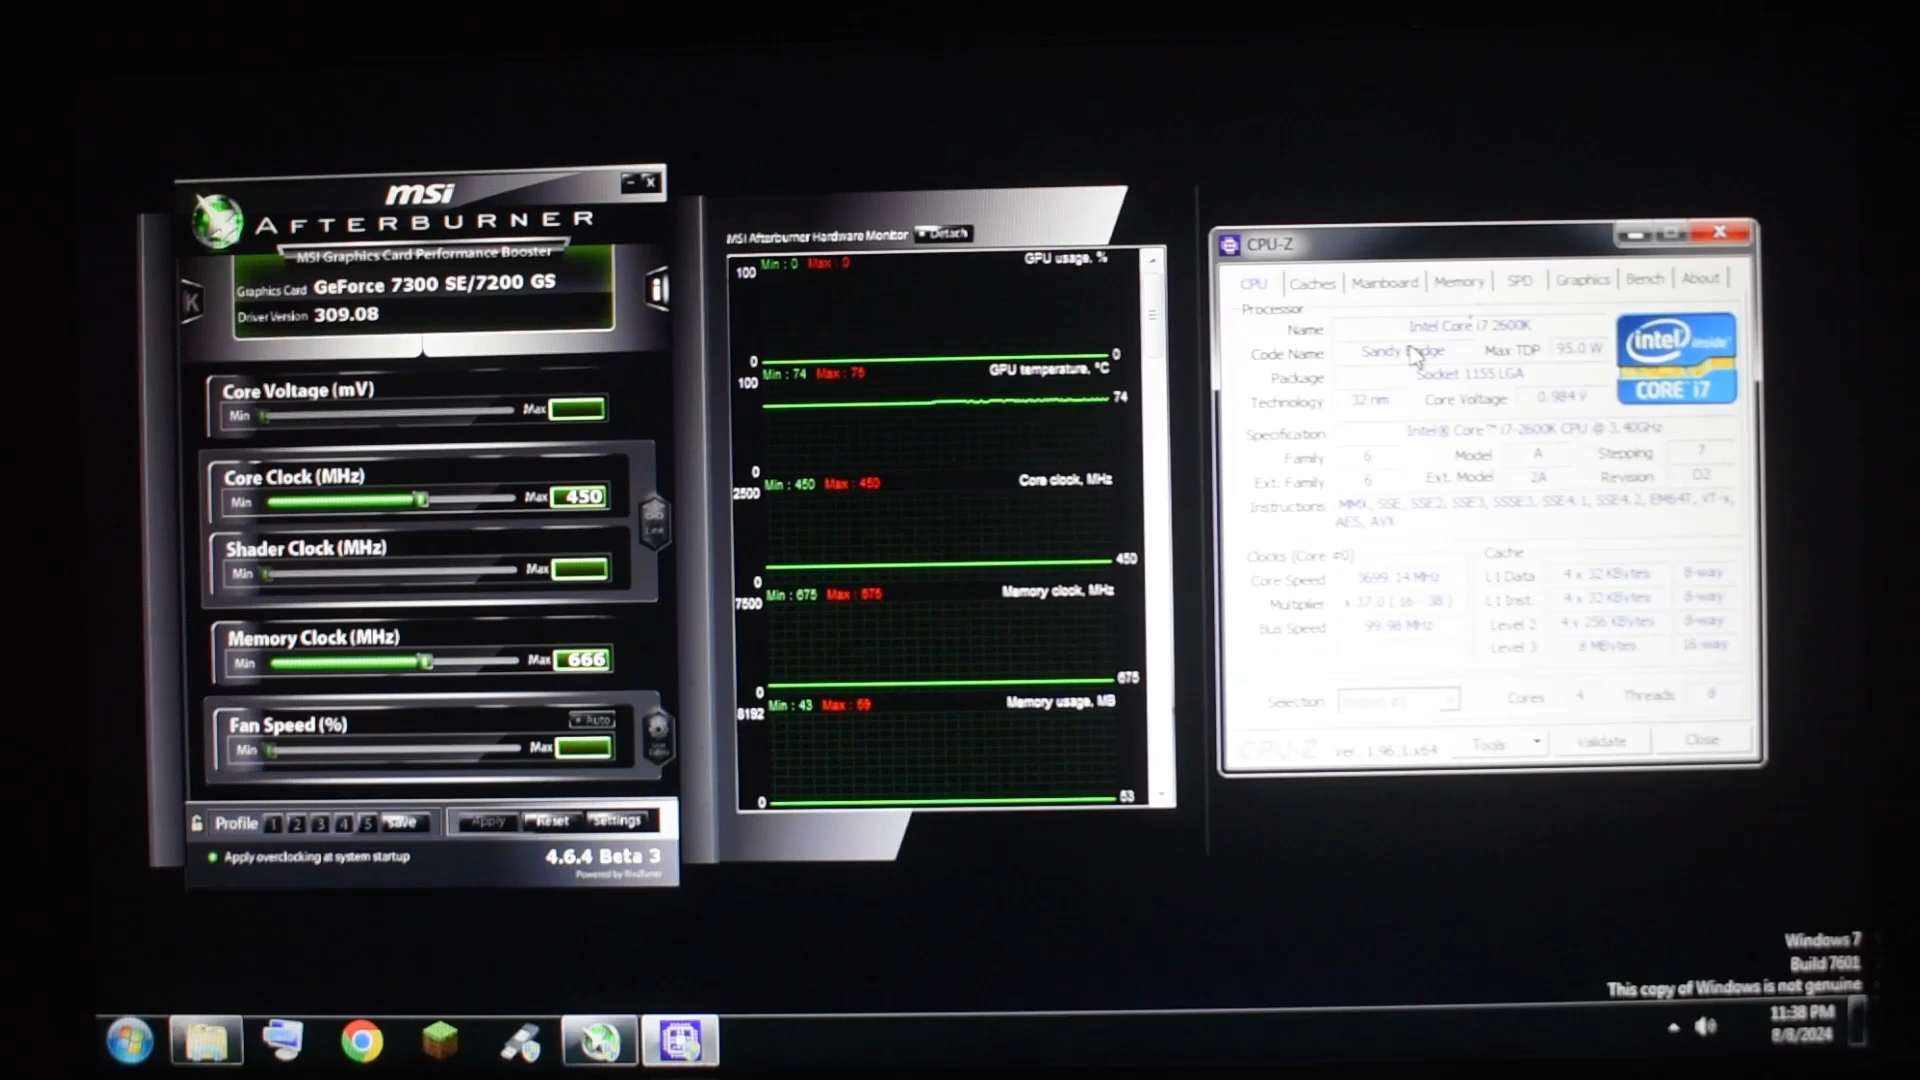 msi
AFTERBURNER
MSI Graphics Card Performance Booster
Graphics Card GeForce 7300 SE/7200 GS
Driver Version 309.08
K
i
Core Voltage (mV)
Min Max
Core Clock (MHz)
Min Max 450
Shader Clock (MHz)
Min Max
Memory Clock (MHz)
Min Max 666
Fan Speed (%)
Auto
Min Max
Profile 1 2 3 4 5 Save
Apply Reset Settings
Apply overclocking at system startup
4.6.4 Beta 3
Powered by RivaTuner
MSI Afterburner Hardware Monitor Detach
100 Min : 0 Max : 0 GPU usage, %
0 0
100 Min : 74 Max : 75 GPU temperature, °C
74
0
2500 Min : 450 Max : 450 Core clock, MHz
450
0
7500 Min : 675 Max : 675 Memory clock, MHz
675
0
8192 Min : 43 Max : 69 Memory usage, MB
0 53
CPU-Z
CPU Caches Mainboard Memory SPD Graphics Bench About
Processor
Name Intel Core i7 2600K
Code Name Sandy Max TDP 95.0 W
Package Socket 1155 LGA
Technology 32 nm Core Voltage 0.984 V
intel inside
CORE i7
Specification Intel® Core™ i7-2600K CPU @ 3.40GHz
Family 6 Model A Stepping 7
Ext. Family 6 Ext. Model 2A Revision D2
Instructions MMX, SSE, SSE2, SSE3, SSSE3, SSE4.1, SSE4.2, EM64T, VT-x,
AES, AVX
Clocks (Core #0)
Core Speed 3699.14 MHz
Multiplier x 37.0 ( 16 - 38 )
Bus Speed 99.98 MHz
Cache
L1 Data 4 x 32 KBytes 8-way
L1 Inst. 4 x 32 KBytes 8-way
Level 2 4 x 256 KBytes 8-way
Level 3 8 MBytes 16-way
Selection Cores 4 Threads 8
CPU-Z ver. 1.96.1.x64 Tools Validate Close
Windows 7
Build 7601
This copy of Windows is not genuine
11:38 PM
8/8/2024